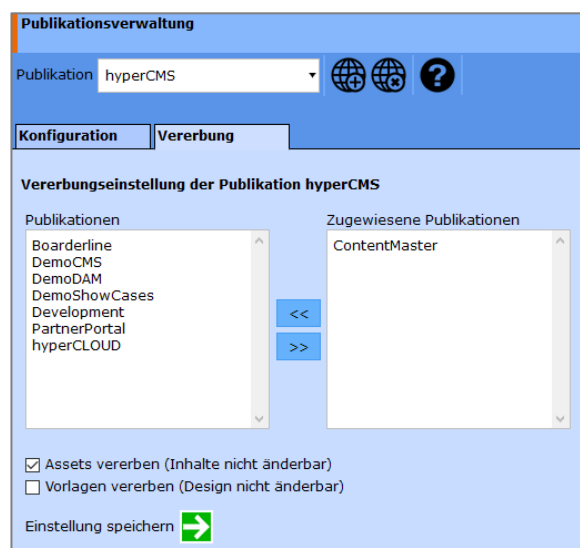 Publikationsverwaltung
Publikation hyperCMS
Konfiguration Vererbung
Vererbungseinstellung der Publikation hyperCMS
Publikationen Zugewiesene Publikationen
Boarderline ContentMaster
DemoCMS
DemoDAM
DemoShowCases
Development
PartnerPortal
hyperCLOUD
<<
>>
Assets vererben (Inhalte nicht änderbar)
Vorlagen vererben (Design nicht änderbar)
Einstellung speichern